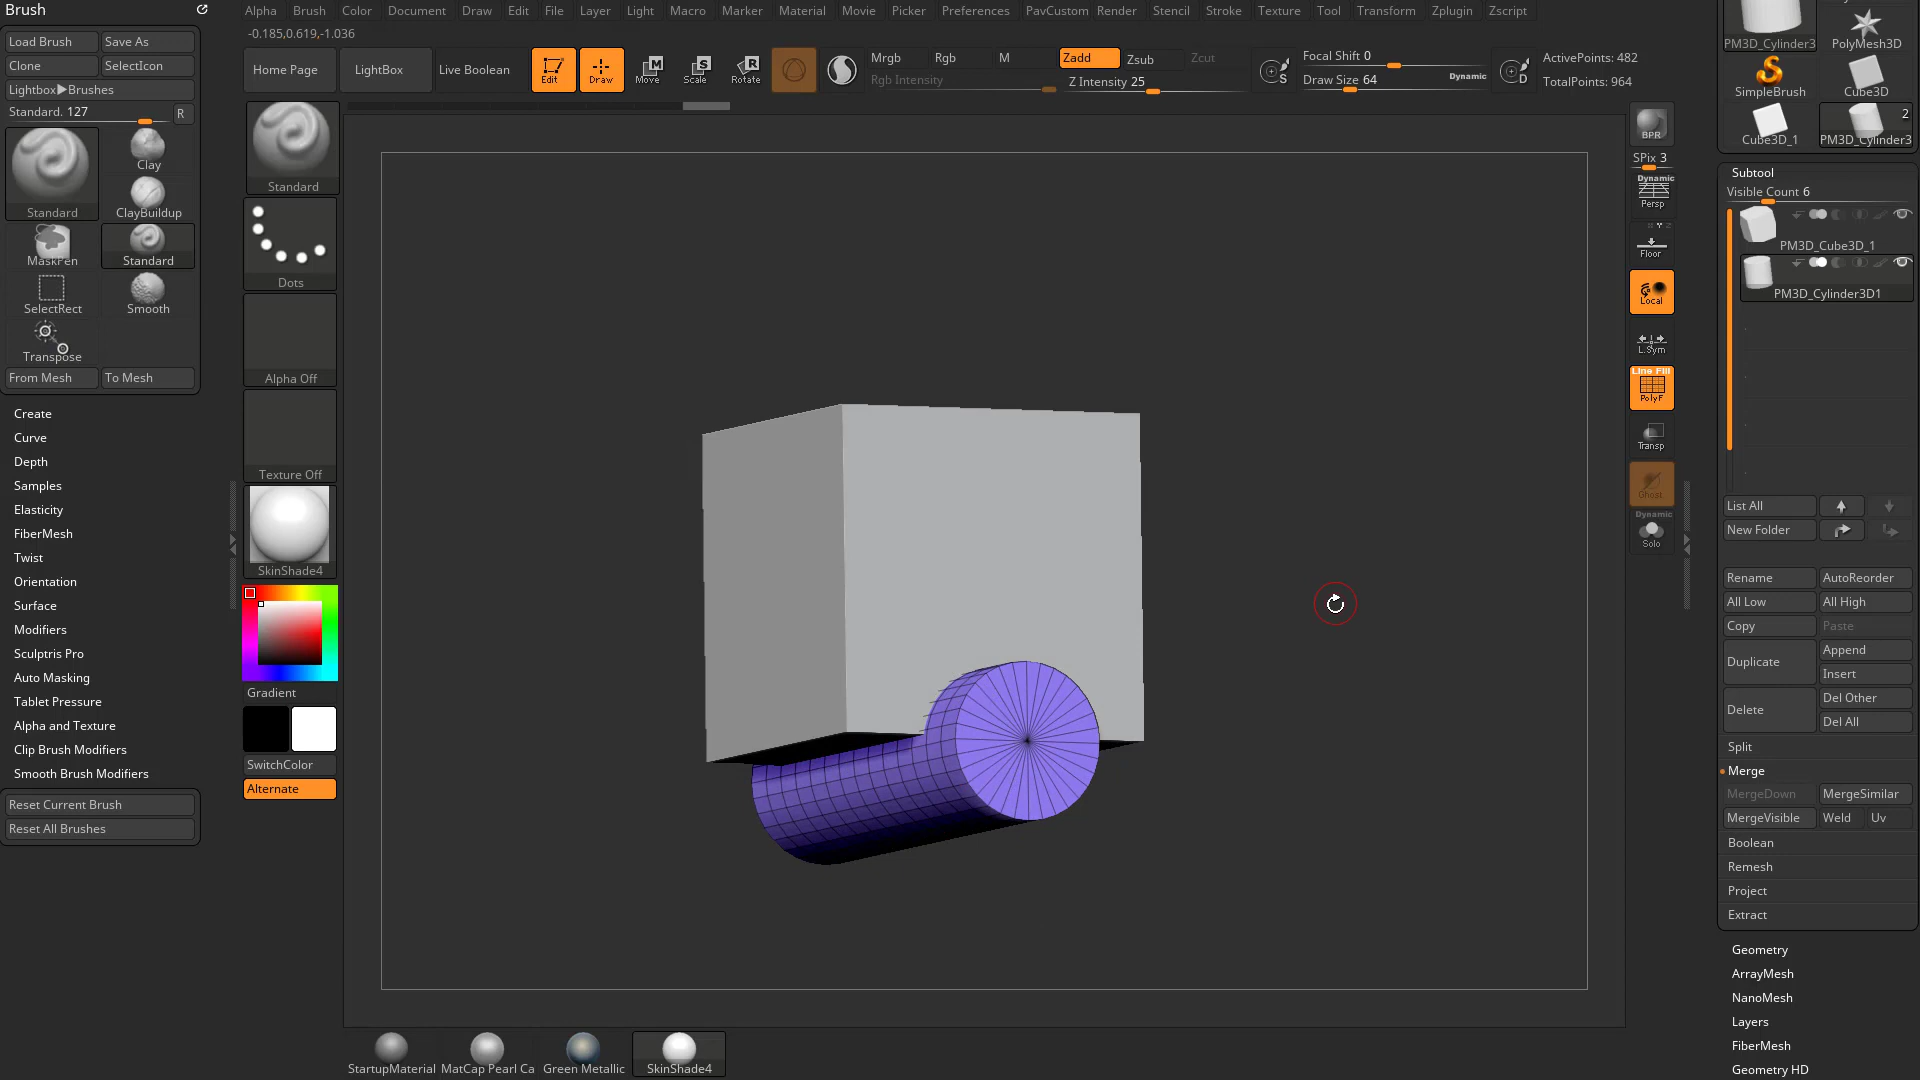 Brush
Alpha Brush Color Document Draw Edit File Layer Light Macro Marker Material Movie Picker Preferences PavCustom Render Stencil Stroke Texture Tool Transform Zplugin Zscript
-0.185,0.619,-1.036
Load Brush Save As
Clone SelectIcon
Lightbox▶Brushes
Standard. 127 R
Clay
Standard ClayBuildup
MaskPen Standard
SelectRect Smooth
Transpose
From Mesh To Mesh
Create
Curve
Depth
Samples
Elasticity
FiberMesh
Twist
Orientation
Surface
Modifiers
Sculptris Pro
Auto Masking
Tablet Pressure
Alpha and Texture
Clip Brush Modifiers
Smooth Brush Modifiers
Reset Current Brush
Reset All Brushes
Home Page LightBox Live Boolean Edit Draw Move Scale Rotate
M S R
Mrgb Rgb M
Rgb Intensity
Zadd Zsub Zcut
Z Intensity 25
S
Focal Shift 0
Draw Size 64 Dynamic
D
ActivePoints: 482
TotalPoints: 964
Standard
Dots
Alpha Off
Texture Off
SkinShade4
Gradient
SwitchColor
Alternate
StartupMaterial MatCap Pearl Ca Green Metallic SkinShade4
BPR
SPix 3
Dynamic
Persp
Floor
Local
L.Sym
Line Fill
PolyF
Transp
Ghost
Dynamic
Solo
PM3D_Cylinder3 PolyMesh3D
SimpleBrush Cube3D
2
Cube3D_1 PM3D_Cylinder3
Subtool
Visible Count 6
PM3D_Cube3D_1
PM3D_Cylinder3D1
List All
New Folder
Rename AutoReorder
All Low All High
Copy Paste
Duplicate Append
Insert
Delete Del Other
Del All
Split
Merge
MergeDown MergeSimilar
MergeVisible Weld Uv
Boolean
Remesh
Project
Extract
Geometry
ArrayMesh
NanoMesh
Layers
FiberMesh
Geometry HD